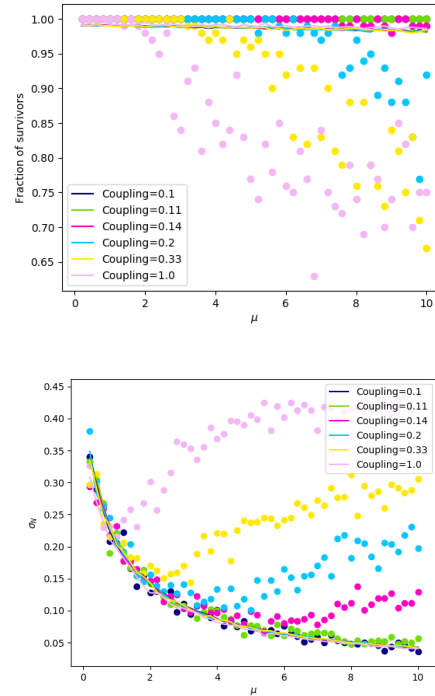 1.00
0.95
0.90
0.85
0.80
0.75
0.70
0.65
Fraction of survivors
Coupling=0.1
Coupling=0.11
Coupling=0.14
Coupling=0.2
Coupling=0.33
Coupling=1.0
0 2 4 6 8 10
μ
0.45
0.40
0.35
0.30
0.25
0.20
0.15
0.10
0.05
σN
Coupling=0.1
Coupling=0.11
Coupling=0.14
Coupling=0.2
Coupling=0.33
Coupling=1.0
0 2 4 6 8 10
μ